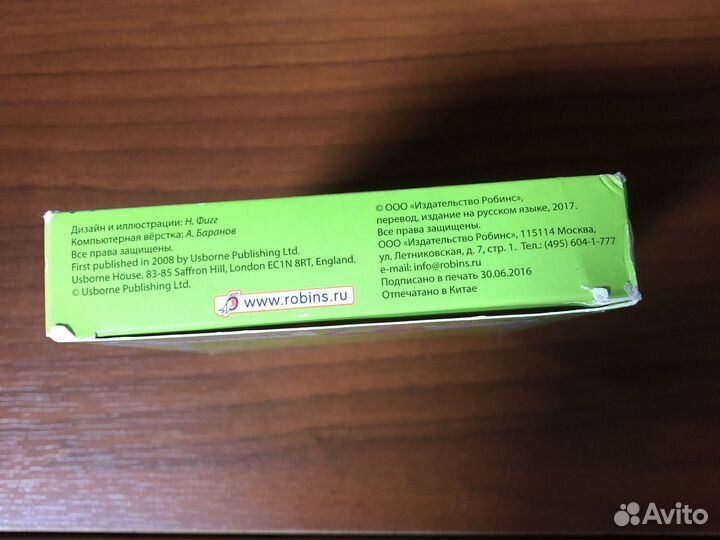 Дизайн и иллюстрации: Н. Фигг
Компьютерная вёрстка: А. Баранов
Все права защищены.
First published in 2008 by Usborne Publishing Ltd.
Usborne House, 83-85 Saffron Hill, London EC1N 8RT, England.
© Usborne Publishing Ltd.
www.robins.ru
© ООО «Издательство Робинс»,
перевод, издание на русском языке, 2017.
Все права защищены.
ООО «Издательство Робинс», 115114 Москва,
ул. Летниковская, д. 7, стр. 1. Тел.: (495) 604-1-777
e-mail: info@robins.ru
Подписано в печать 30.06.2016
Отпечатано в Китае
Avito